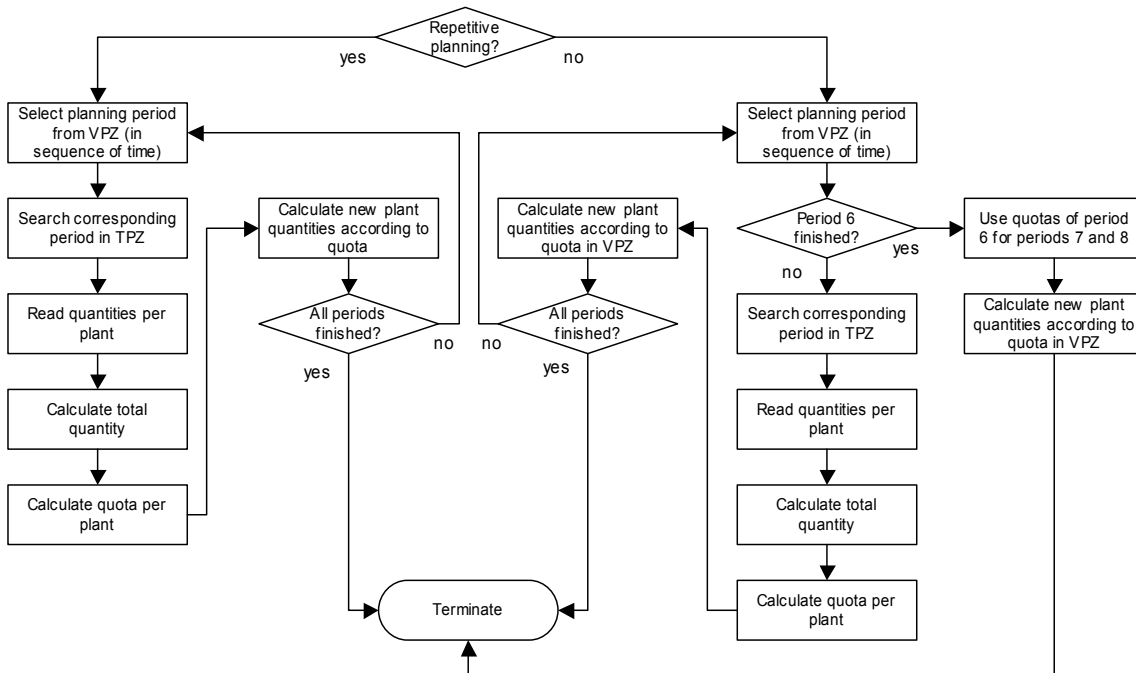 Repetitive
planning?
yes
no
Select planning period
from VPZ (in
sequence of time)
Search corresponding
period in TPZ
Read quantities per
plant
Calculate total
quantity
Calculate quota per
plant
Calculate new plant
quantities according to
quota
All periods
finished?
no
yes
Calculate new plant
quantities according to
quota in VPZ
All periods
finished?
no
yes
Select planning period
from VPZ (in
sequence of time)
Period 6
finished?
yes
no
Search corresponding
period in TPZ
Read quantities per
plant
Calculate total
quantity
Calculate quota per
plant
Use quotas of period
6 for periods 7 and 8
Calculate new plant
quantities according to
quota in VPZ
Terminate